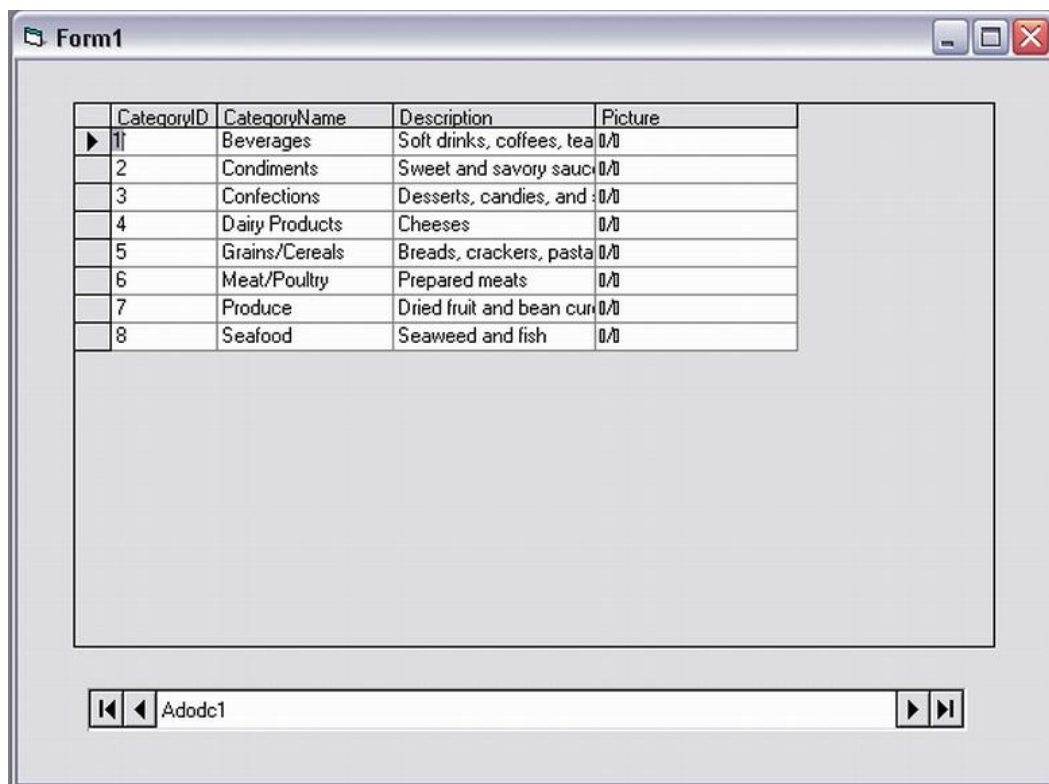 Form1
CategoryID CategoryName Description Picture
1 Beverages Soft drinks, coffees, tea
2 Condiments Sweet and savory sauc
3 Confections Desserts, candies, and
4 Dairy Products Cheeses
5 Grains/Cereals Breads, crackers, pasta
6 Meat/Poultry Prepared meats
7 Produce Dried fruit and bean cur
8 Seafood Seaweed and fish
Adodc1